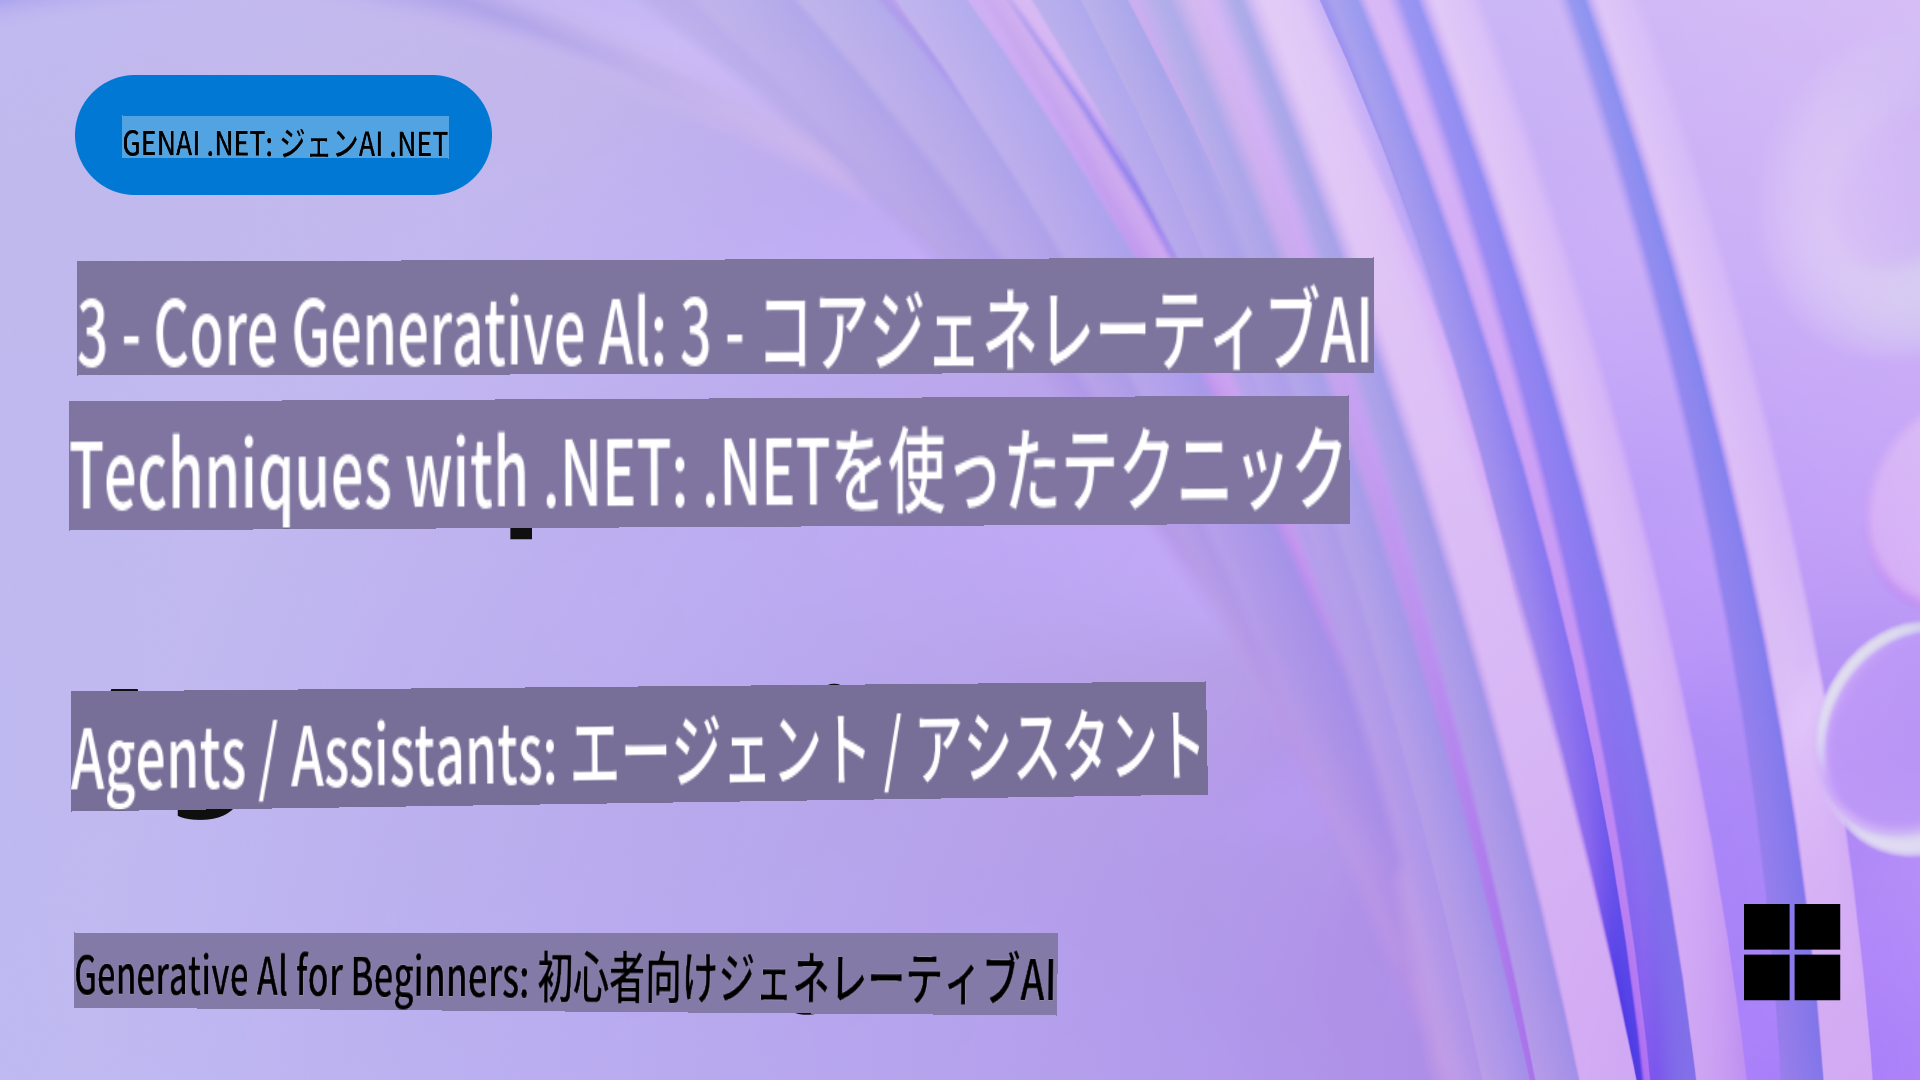 GENAI .NET: ジェンAI .NET
3 - Core Generative Al: 3 - コアジェネレーティブAI
Techniques with .NET: .NETを使ったテクニック
Agents / Assistants: エージェント / アシスタント
Generative Al for Beginners: 初心者向けジェネレーティブAI